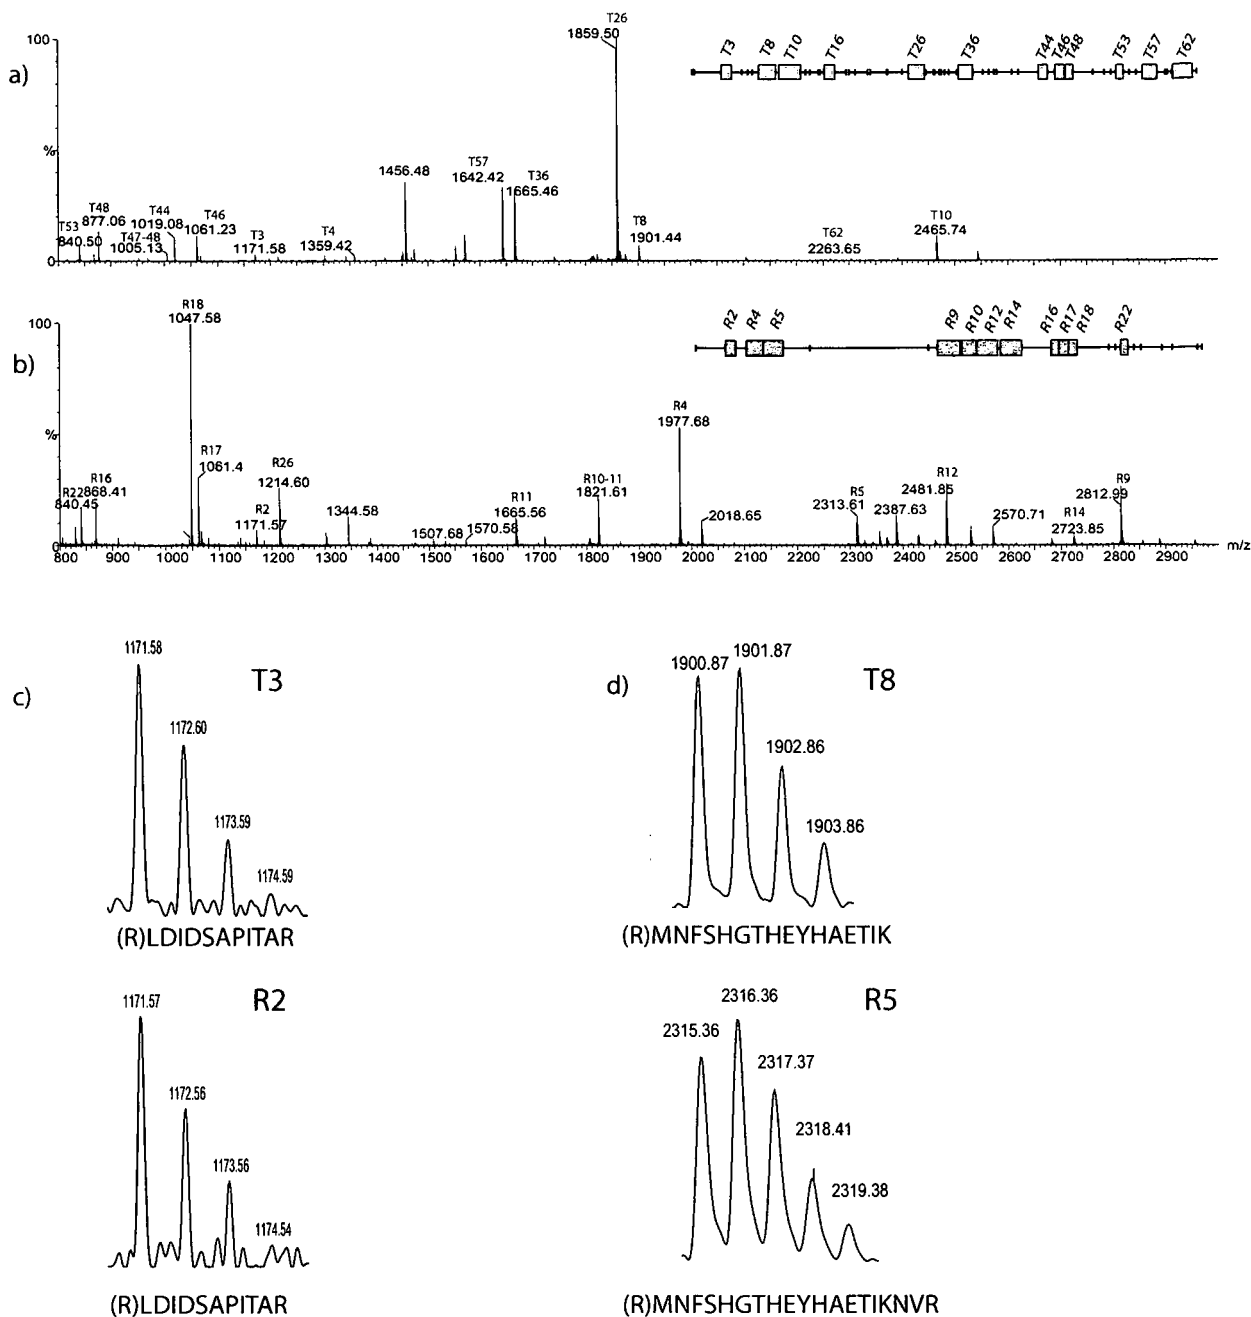 a)
100
%
0
T53
840.50
T48
877.06
T47-48
1005.13
T44
1019.08
T46
1061.23
T3
1171.58
T4
1359.42
1456.48
T57
1642.42
T36
1665.46
T26
1859.50
T8
1901.44
T62
2263.65
T10
2465.74
T3 T8 T10 T16 T26 T36 T44 T46 T48 T53 T57 T62
b)
100
%
0
R22
840.45
R16
868.41
R18
1047.58
R17
1061.4
R2
1171.57
R26
1214.60
1344.58
1507.68
1570.58
R11
1665.56
R10-11
1821.61
R4
1977.68
2018.65
R5
2313.61
2387.63
R12
2481.85
2570.71
R14
2723.85
R9
2812.99
R2 R4 R5 R9 R10 R12 R14 R16 R17 R18 R22
800 900 1000 1100 1200 1300 1400 1500 1600 1700 1800 1900 2000 2100 2200 2300 2400 2500 2600 2700 2800 2900 m/z
c)
T3
1171.58
1172.60
1173.59
1174.59
(R)LDIDSAPITAR
d)
T8
1900.87
1901.87
1902.86
1903.86
(R)MNFSHGTHEYHAETIK
R2
1171.57
1172.56
1173.56
1174.54
(R)LDIDSAPITAR
R5
2315.36
2316.36
2317.37
2318.41
2319.38
(R)MNFSHGTHEYHAETIKNVR